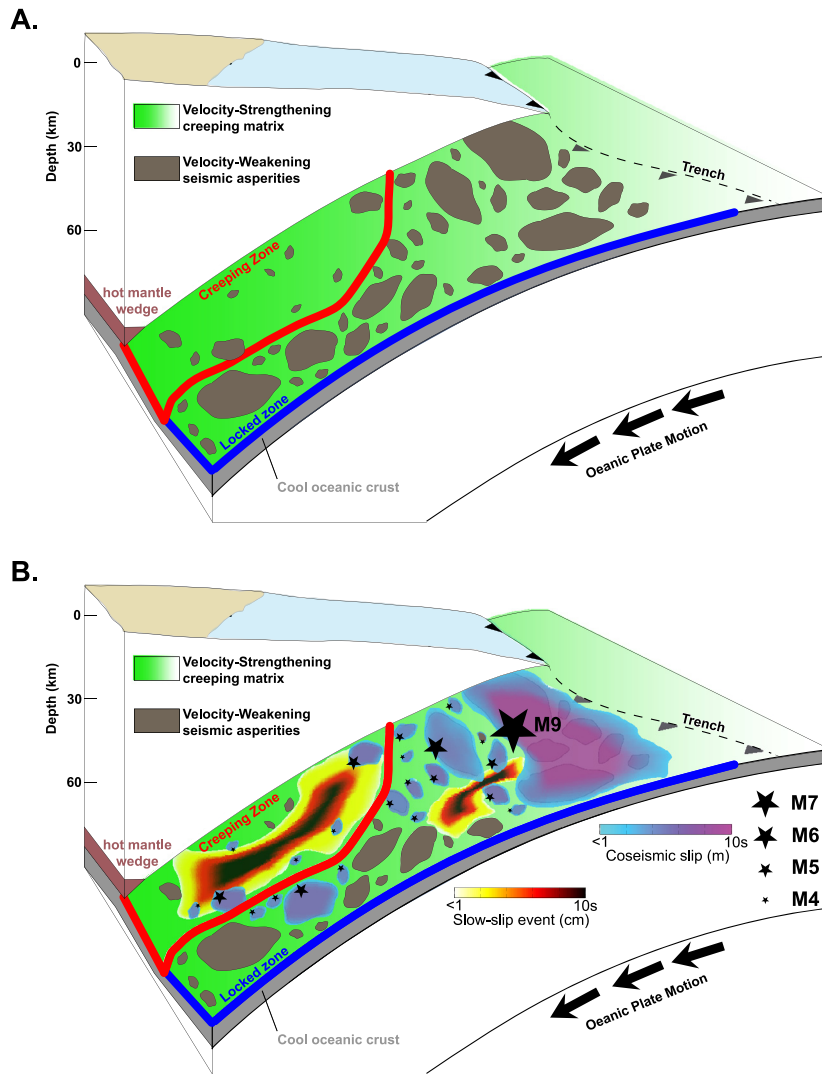 A.
0
30
60
Depth (km)
Velocity-Strengthening
creeping matrix
Velocity-Weakening
seismic asperities
Trench
Creeping Zone
hot mantle
wedge
Locked zone
Cool oceanic crust
Oeanic Plate Motion
B.
0
30
60
Depth (km)
Velocity-Strengthening
creeping matrix
Velocity-Weakening
seismic asperities
M9
Trench
Creeping Zone
hot mantle
wedge
M7
M6
M5
M4
<1
10s
Coseismic slip (m)
<1
10s
Slow-slip event (cm)
Locked zone
Cool oceanic crust
Oeanic Plate Motion